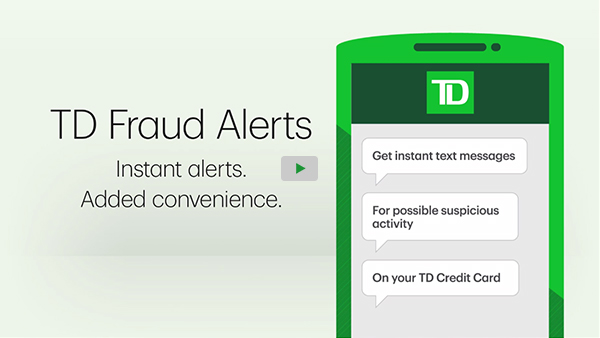 TD Fraud Alerts
Instant alerts.
Added convenience.
TD
Get instant text messages
For possible suspicious
activity
On your TD Credit Card